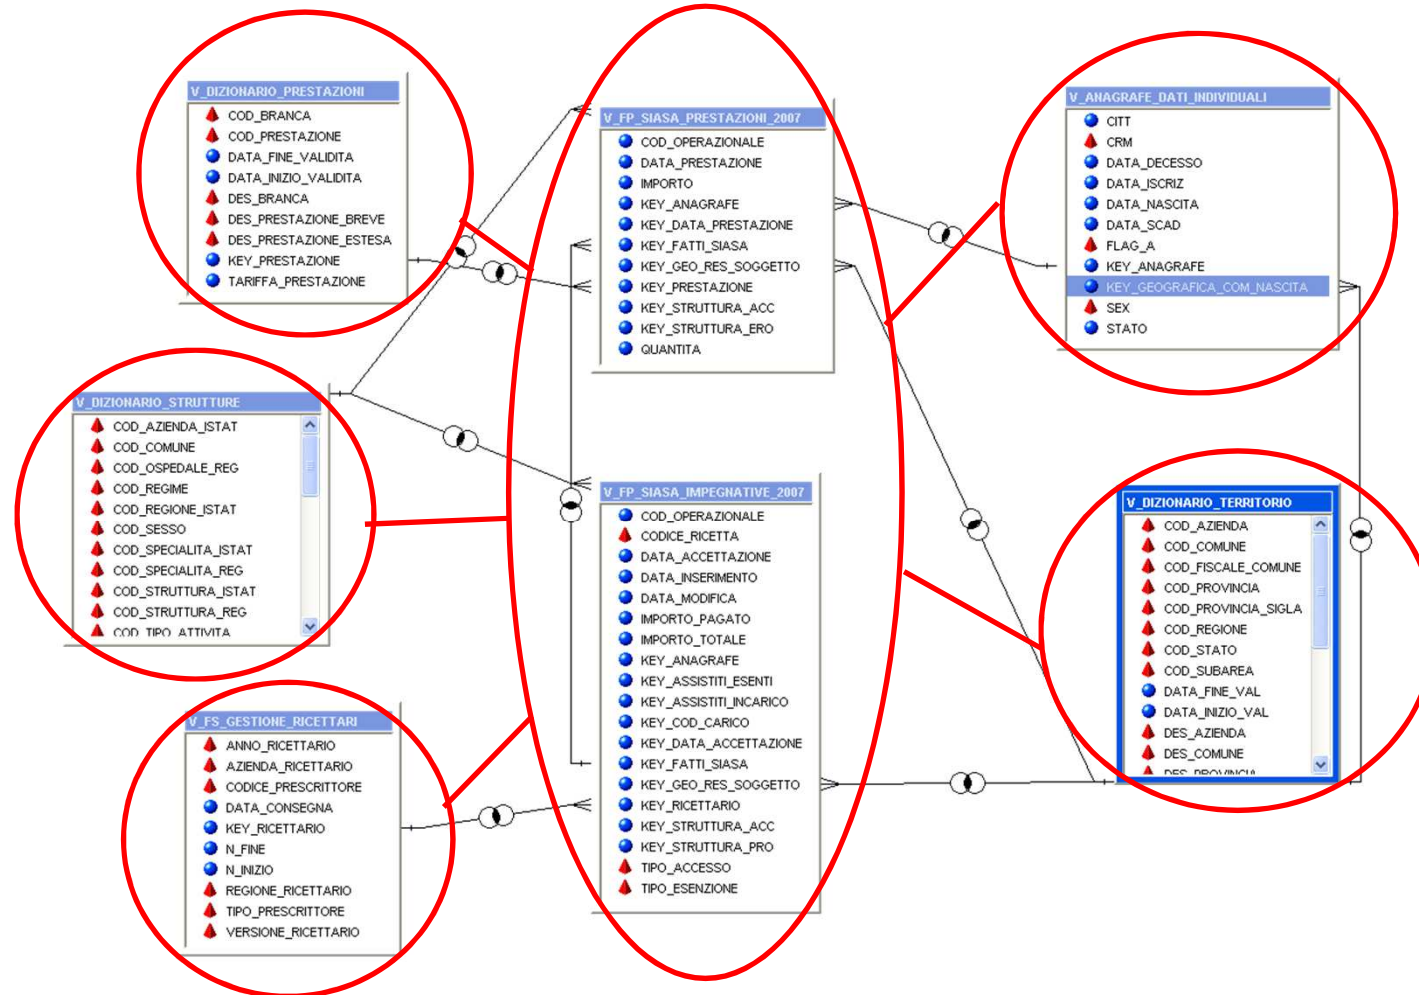 V_DIZIONARIO_PRESTAZIONI
COD_BRANCA
COD_PRESTAZIONE
DATA_FINE_VALIDITA
DATA_INIZIO_VALIDITA
DES_BRANCA
DES_PRESTAZIONE_BREVE
DES_PRESTAZIONE_ESTESA
KEY_PRESTAZIONE
TARIFFA_PRESTAZIONE
V_DIZIONARIO_STRUTTURE
COD_AZIENDA_ISTAT
COD_COMUNE
COD_OSPEDALE_REG
COD_REGIME
COD_REGIONE_ISTAT
COD_SESSO
COD_SPECIALITA_ISTAT
COD_SPECIALITA_REG
COD_STRUTTURA_ISTAT
COD_STRUTTURA_REG
COD_TIPO_ATTIVITA
V_FS_GESTIONE_RICETTARI
ANNO_RICETTARIO
AZIENDA_RICETTARIO
CODICE_PRESCRITTORE
DATA_CONSEGNA
KEY_RICETTARIO
N_FINE
N_INIZIO
REGIONE_RICETTARIO
TIPO_PRESCRITTORE
VERSIONE_RICETTARIO
V_FP_SIASA_PRESTAZIONI_2007
COD_OPERAZIONALE
DATA_PRESTAZIONE
IMPORTO
KEY_ANAGRAFE
KEY_DATA_PRESTAZIONE
KEY_FATTI_SIASA
KEY_GEO_RES_SOGGETTO
KEY_PRESTAZIONE
KEY_STRUTTURA_ACC
KEY_STRUTTURA_ERO
QUANTITA
V_FP_SIASA_IMPEGNATIVE_2007
COD_OPERAZIONALE
CODICE_RICETTA
DATA_ACCETTAZIONE
DATA_INSERIMENTO
DATA_MODIFICA
IMPORTO_PAGATO
IMPORTO_TOTALE
KEY_ANAGRAFE
KEY_ASSISTITI_ESENTI
KEY_ASSISTITI_INCARICO
KEY_COD_CARICO
KEY_DATA_ACCETTAZIONE
KEY_FATTI_SIASA
KEY_GEO_RES_SOGGETTO
KEY_RICETTARIO
KEY_STRUTTURA_ACC
KEY_STRUTTURA_PRO
TIPO_ACCESSO
TIPO_ESENZIONE
V_ANAGRAFE_DATI_INDIVIDUALI
CITT
CRM
DATA_DECESSO
DATA_ISCRIZ
DATA_NASCITA
DATA_SCAD
FLAG_A
KEY_ANAGRAFE
KEY_GEOGRAFICA_COM_NASCITA
SEX
STATO
V_DIZIONARIO_TERRITORIO
COD_AZIENDA
COD_COMUNE
COD_FISCALE_COMUNE
COD_PROVINCIA
COD_PROVINCIA_SIGLA
COD_REGIONE
COD_STATO
COD_SUBAREA
DATA_FINE_VAL
DATA_INIZIO_VAL
DES_AZIENDA
DES_COMUNE
DES_PROVINCIA